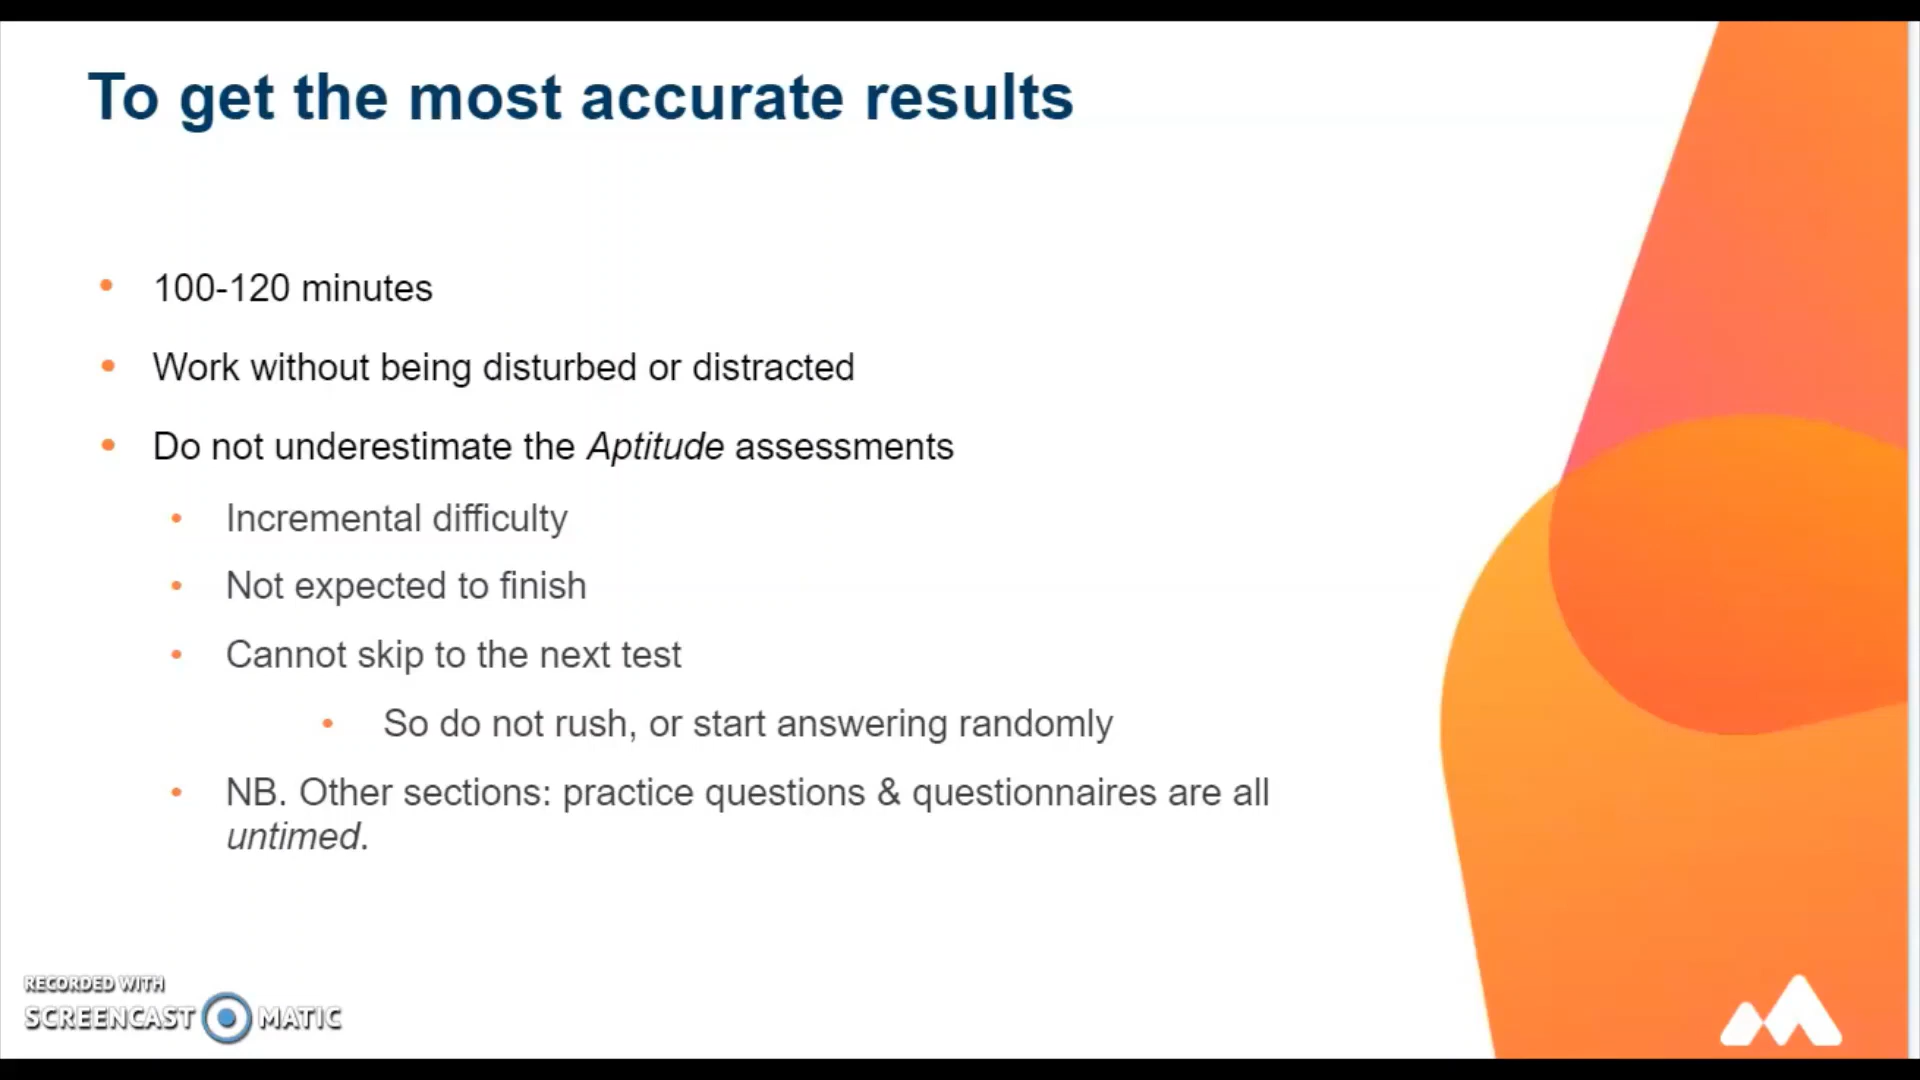 To get the most accurate results
100-120 minutes
Work without being disturbed or distracted
Do not underestimate the Aptitude assessments
Incremental difficulty
Not expected to finish
Cannot skip to the next test
So do not rush, or start answering randomly
NB. Other sections: practice questions & questionnaires are all
untimed.
RECORDED WITH
SCREENCAST MATIC